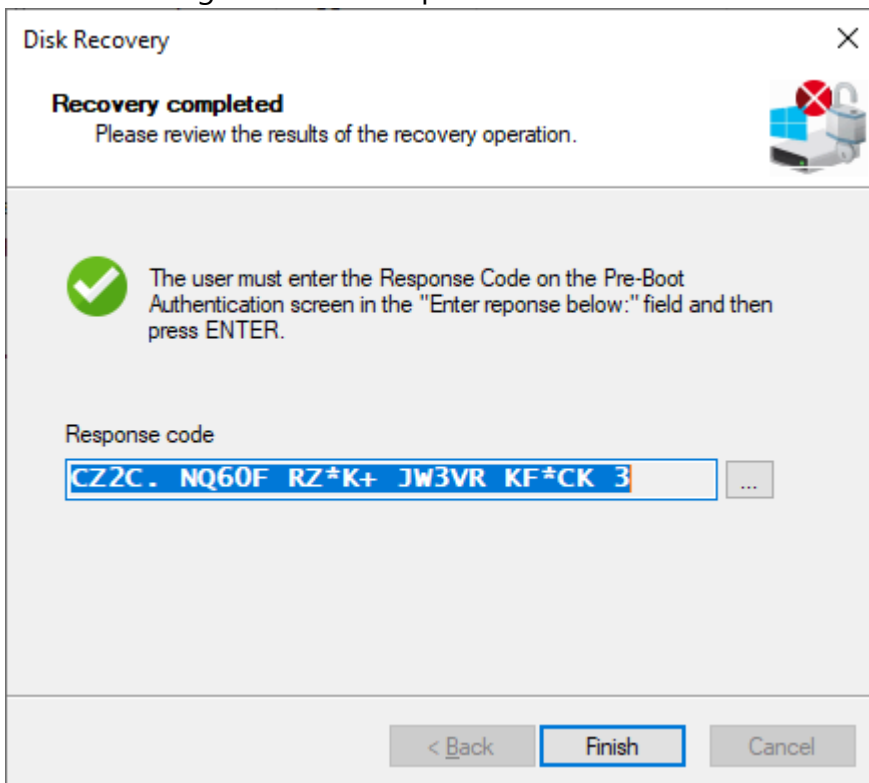 Disk Recovery
Recovery completed
Please review the results of the recovery operation.
The user must enter the Response Code on the Pre-Boot
Authentication screen in the "Enter reponse below:" field and then
press ENTER.
Response code
CZ2C. NQ6OF RZ*K+ JW3VR KF*CK 3
...
< Back
Finish
Cancel